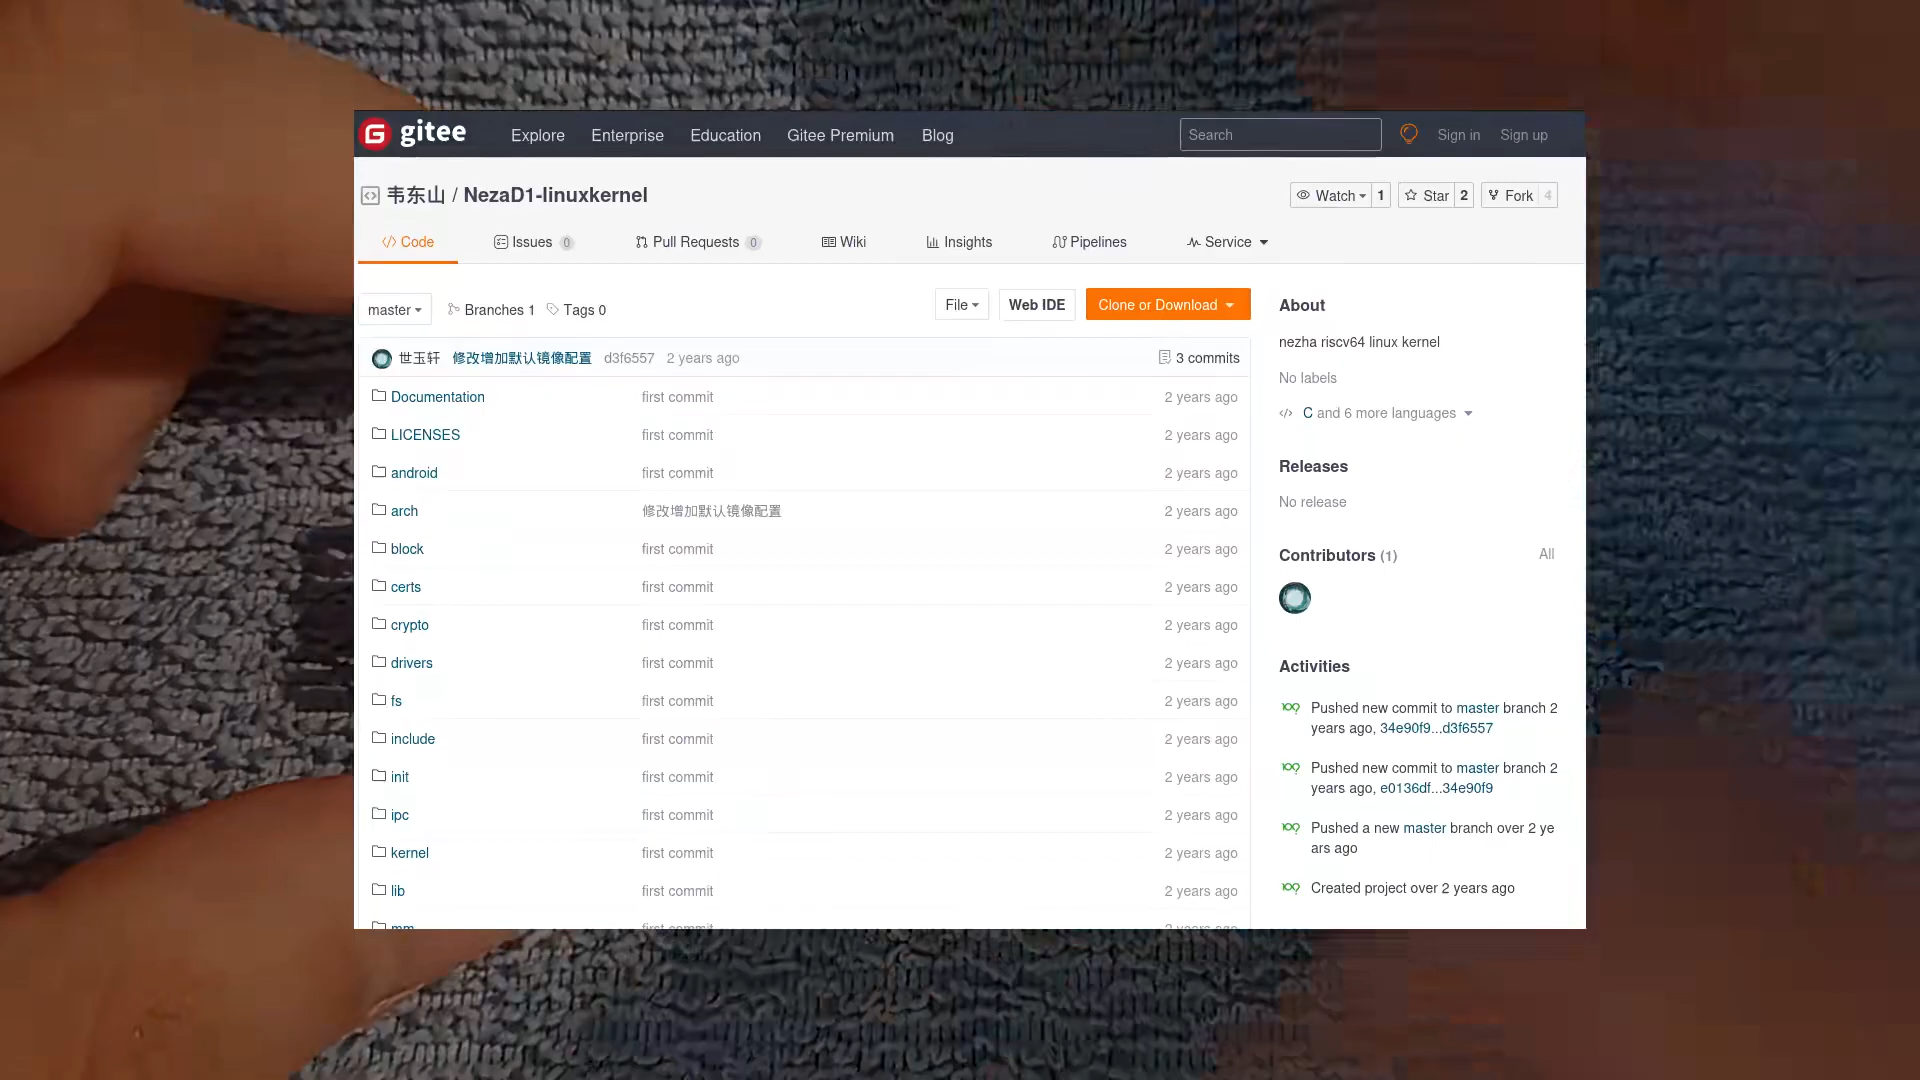 gitee Explore Enterprise Education Gitee Premium Blog Search Sign in Sign up
韦东山 / NezaD1-linuxkernel Watch 1 Star 2 Fork 4
Code Issues 0 Pull Requests 0 Wiki Insights Pipelines Service
master Branches 1 Tags 0 File Web IDE Clone or Download
世玉轩 修改增加默认镜像配置 d3f6557 2 years ago 3 commits
Documentation first commit 2 years ago
LICENSES first commit 2 years ago
android first commit 2 years ago
arch 修改增加默认镜像配置 2 years ago
block first commit 2 years ago
certs first commit 2 years ago
crypto first commit 2 years ago
drivers first commit 2 years ago
fs first commit 2 years ago
include first commit 2 years ago
init first commit 2 years ago
ipc first commit 2 years ago
kernel first commit 2 years ago
lib first commit 2 years ago
mm first commit 2 years ago
About
nezha riscv64 linux kernel
No labels
C and 6 more languages
Releases
No release
Contributors (1) All
Activities
Pushed new commit to master branch 2
years ago, 34e90f9...d3f6557
Pushed new commit to master branch 2
years ago, e0136df...34e90f9
Pushed a new master branch over 2 ye
ars ago
Created project over 2 years ago